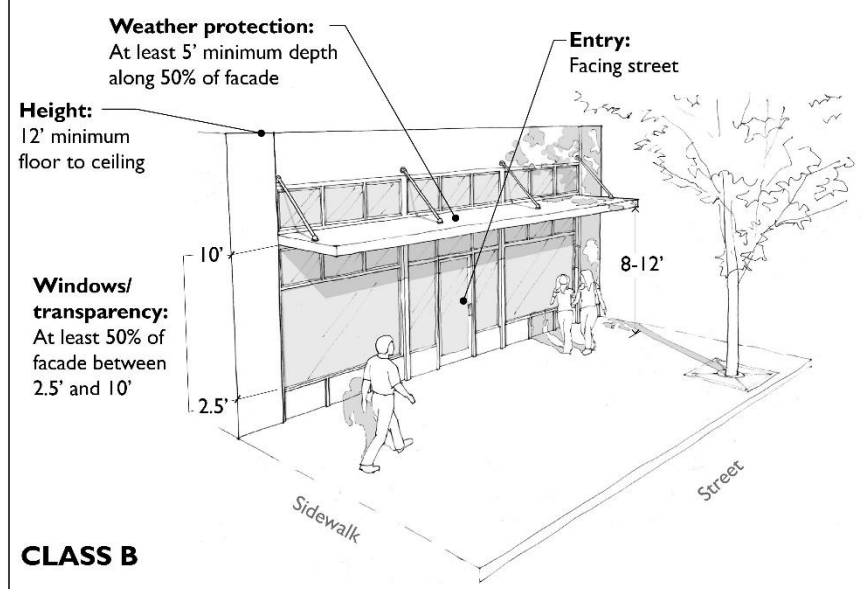 Weather protection:
At least 5’ minimum depth
along 50% of facade
Entry:
Facing street
Height:
12’ minimum
floor to ceiling
10’
8-12’
Windows/
transparency:
At least 50% of
facade between
2.5’ and 10’
2.5’
Sidewalk
Street
CLASS B